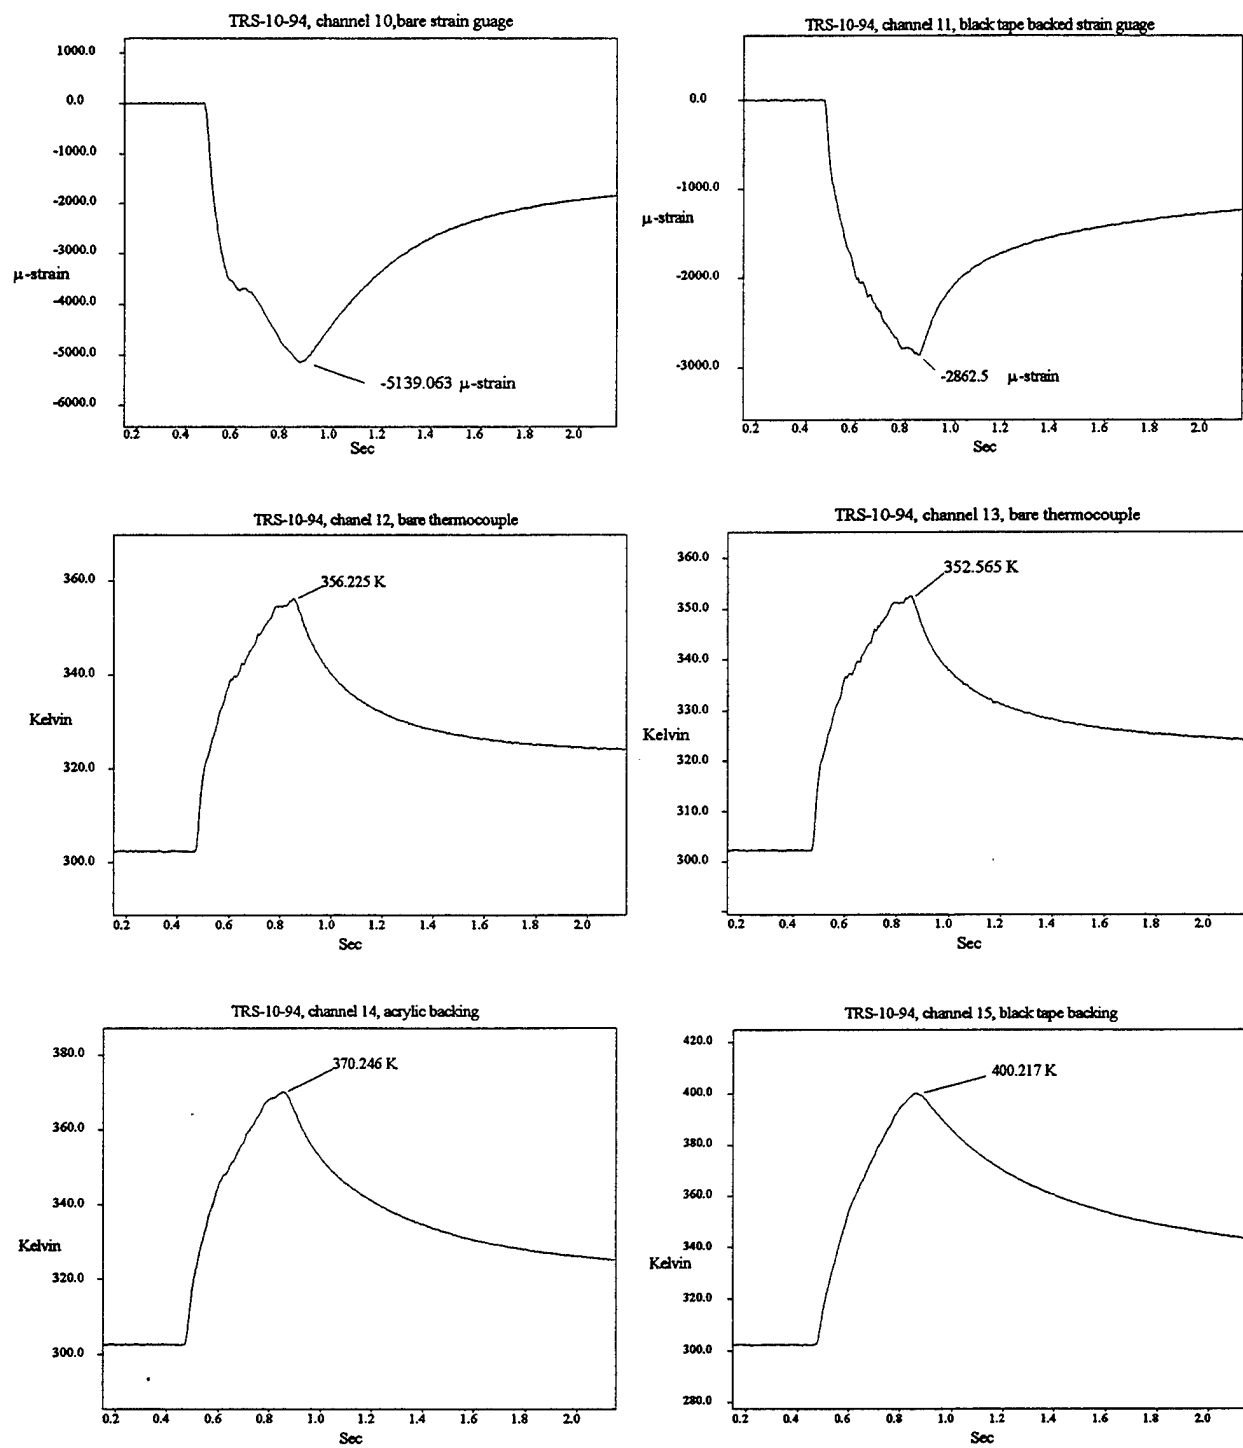 TRS-10-94, channel 10,bare strain guage
1000.0
0.0
-1000.0
-2000.0
-3000.0
μ-strain
-4000.0
-5000.0
-6000.0
-5139.063 μ-strain
0.2 0.4 0.6 0.8 1.0 1.2 1.4 1.6 1.8 2.0
Sec
TRS-10-94, channel 11, black tape backed strain guage
0.0
-1000.0
μ-strain
-2000.0
-3000.0
-2862.5 μ-strain
0.2 0.4 0.6 0.8 1.0 1.2 1.4 1.6 1.8 2.0
Sec
TRS-10-94, chanel 12, bare thermocouple
360.0
356.225 K
340.0
Kelvin
320.0
300.0
0.2 0.4 0.6 0.8 1.0 1.2 1.4 1.6 1.8 2.0
Sec
TRS-10-94, channel 13, bare thermocouple
360.0
352.565 K
350.0
340.0
330.0
Kelvin
320.0
310.0
300.0
0.2 0.4 0.6 0.8 1.0 1.2 1.4 1.6 1.8 2.0
Sec
TRS-10-94, channel 14, acrylic backing
380.0
370.246 K
360.0
340.0
Kelvin
320.0
300.0
0.2 0.4 0.6 0.8 1.0 1.2 1.4 1.6 1.8 2.0
Sec
TRS-10-94, channel 15, black tape backing
420.0
400.217 K
400.0
380.0
360.0
340.0
Kelvin
320.0
300.0
280.0
0.2 0.4 0.6 0.8 1.0 1.2 1.4 1.6 1.8 2.0
Sec